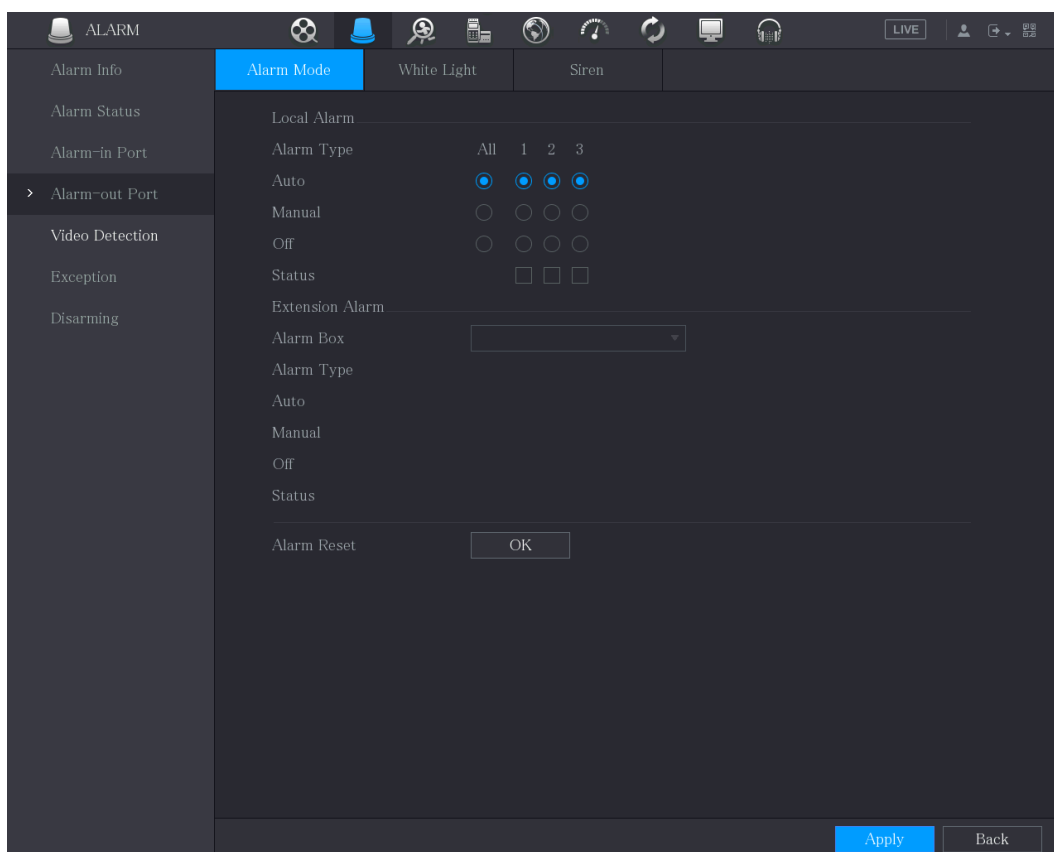 ALARM
LIVE
Alarm Info
Alarm Status
Alarm-in Port
Alarm-out Port
Video Detection
Exception
Disarming
Alarm Mode White Light Siren
Local Alarm
Alarm Type All 1 2 3
Auto
Manual
Off
Status
Extension Alarm
Alarm Box
Alarm Type
Auto
Manual
Off
Status
Alarm Reset OK
Apply Back